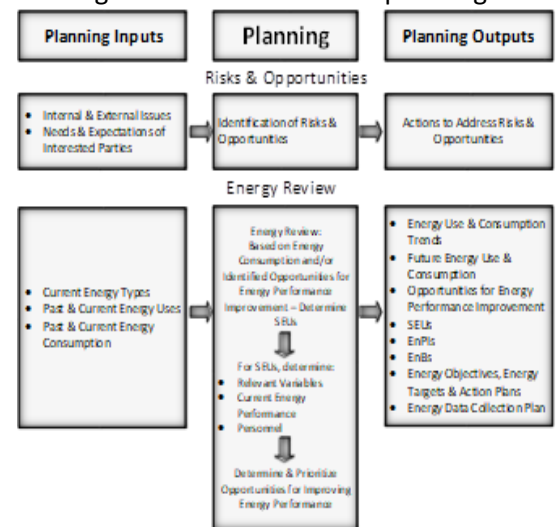 Planning Inputs
Planning
Planning Outputs
Risks & Opportunities
• Internal & External Issues
• Needs & Expectations of
Interested Parties
Identification of Risks &
Opportunities
Actions to Address Risks &
Opportunities
Energy Review
• Current Energy Types
• Past & Current Energy Uses
• Past & Current Energy
Consumption
Energy Review:
Based on Energy
Consumption and/or
Identified Opportunities for
Energy Performance
Improvement – Determine
SEUs
For SEUs, determine:
• Relevant Variables
• Current Energy
Performance
• Personnel
Determine & Prioritize
Opportunities for Improving
Energy Performance
• Energy Use & Consumption
Trends
• Future Energy Use &
Consumption
• Opportunities for Energy
Performance Improvement
• SEUs
• EnPIs
• EnBs
• Energy Objectives, Energy
Targets & Action Plans
• Energy Data Collection Plan